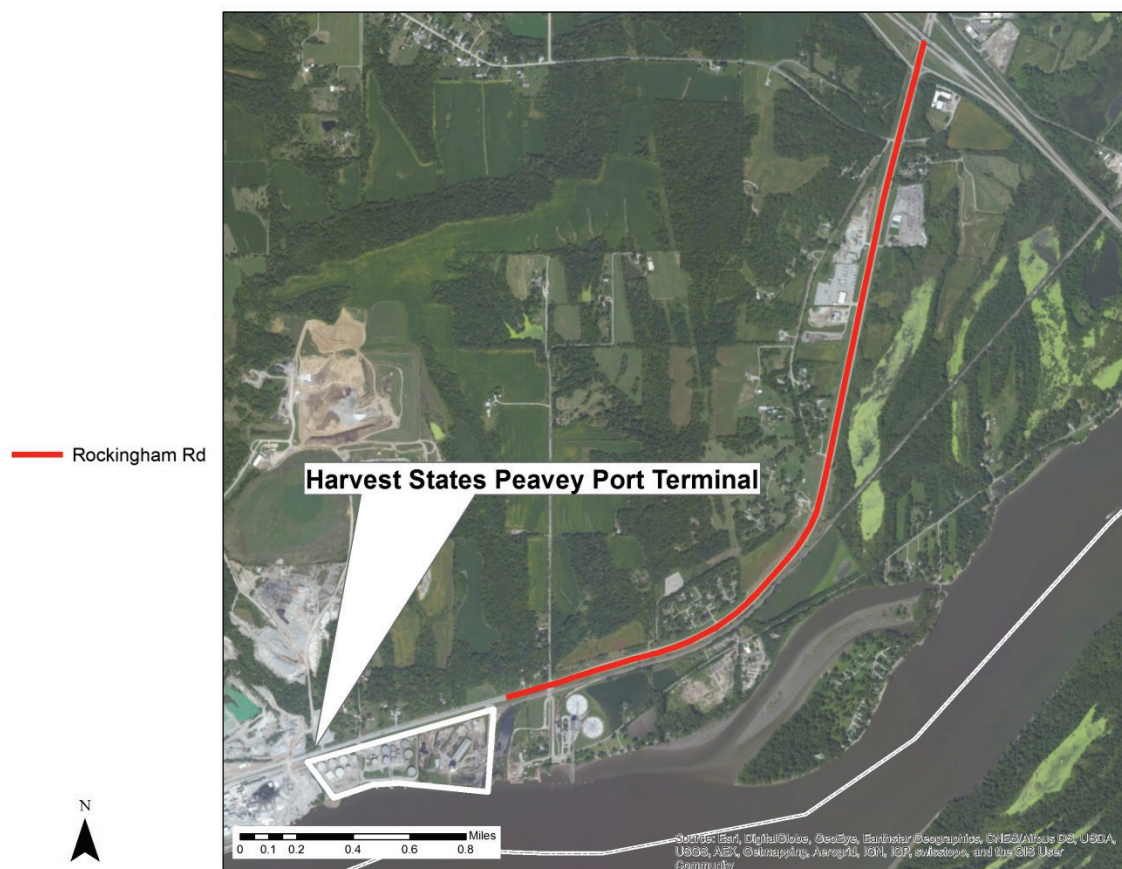 Rockingham Rd
Harvest States Peavey Port Terminal
N
Miles
0 0.1 0.2 0.4 0.6 0.8
Source: Esri, DigitalGlobe, GeoEye, Earthstar Geographics, CNES/Airbus DS, USDA,
USGS, AEX, Getmapping, Aerogrid, IGN, IGP, swisstopo, and the GIS User
Community